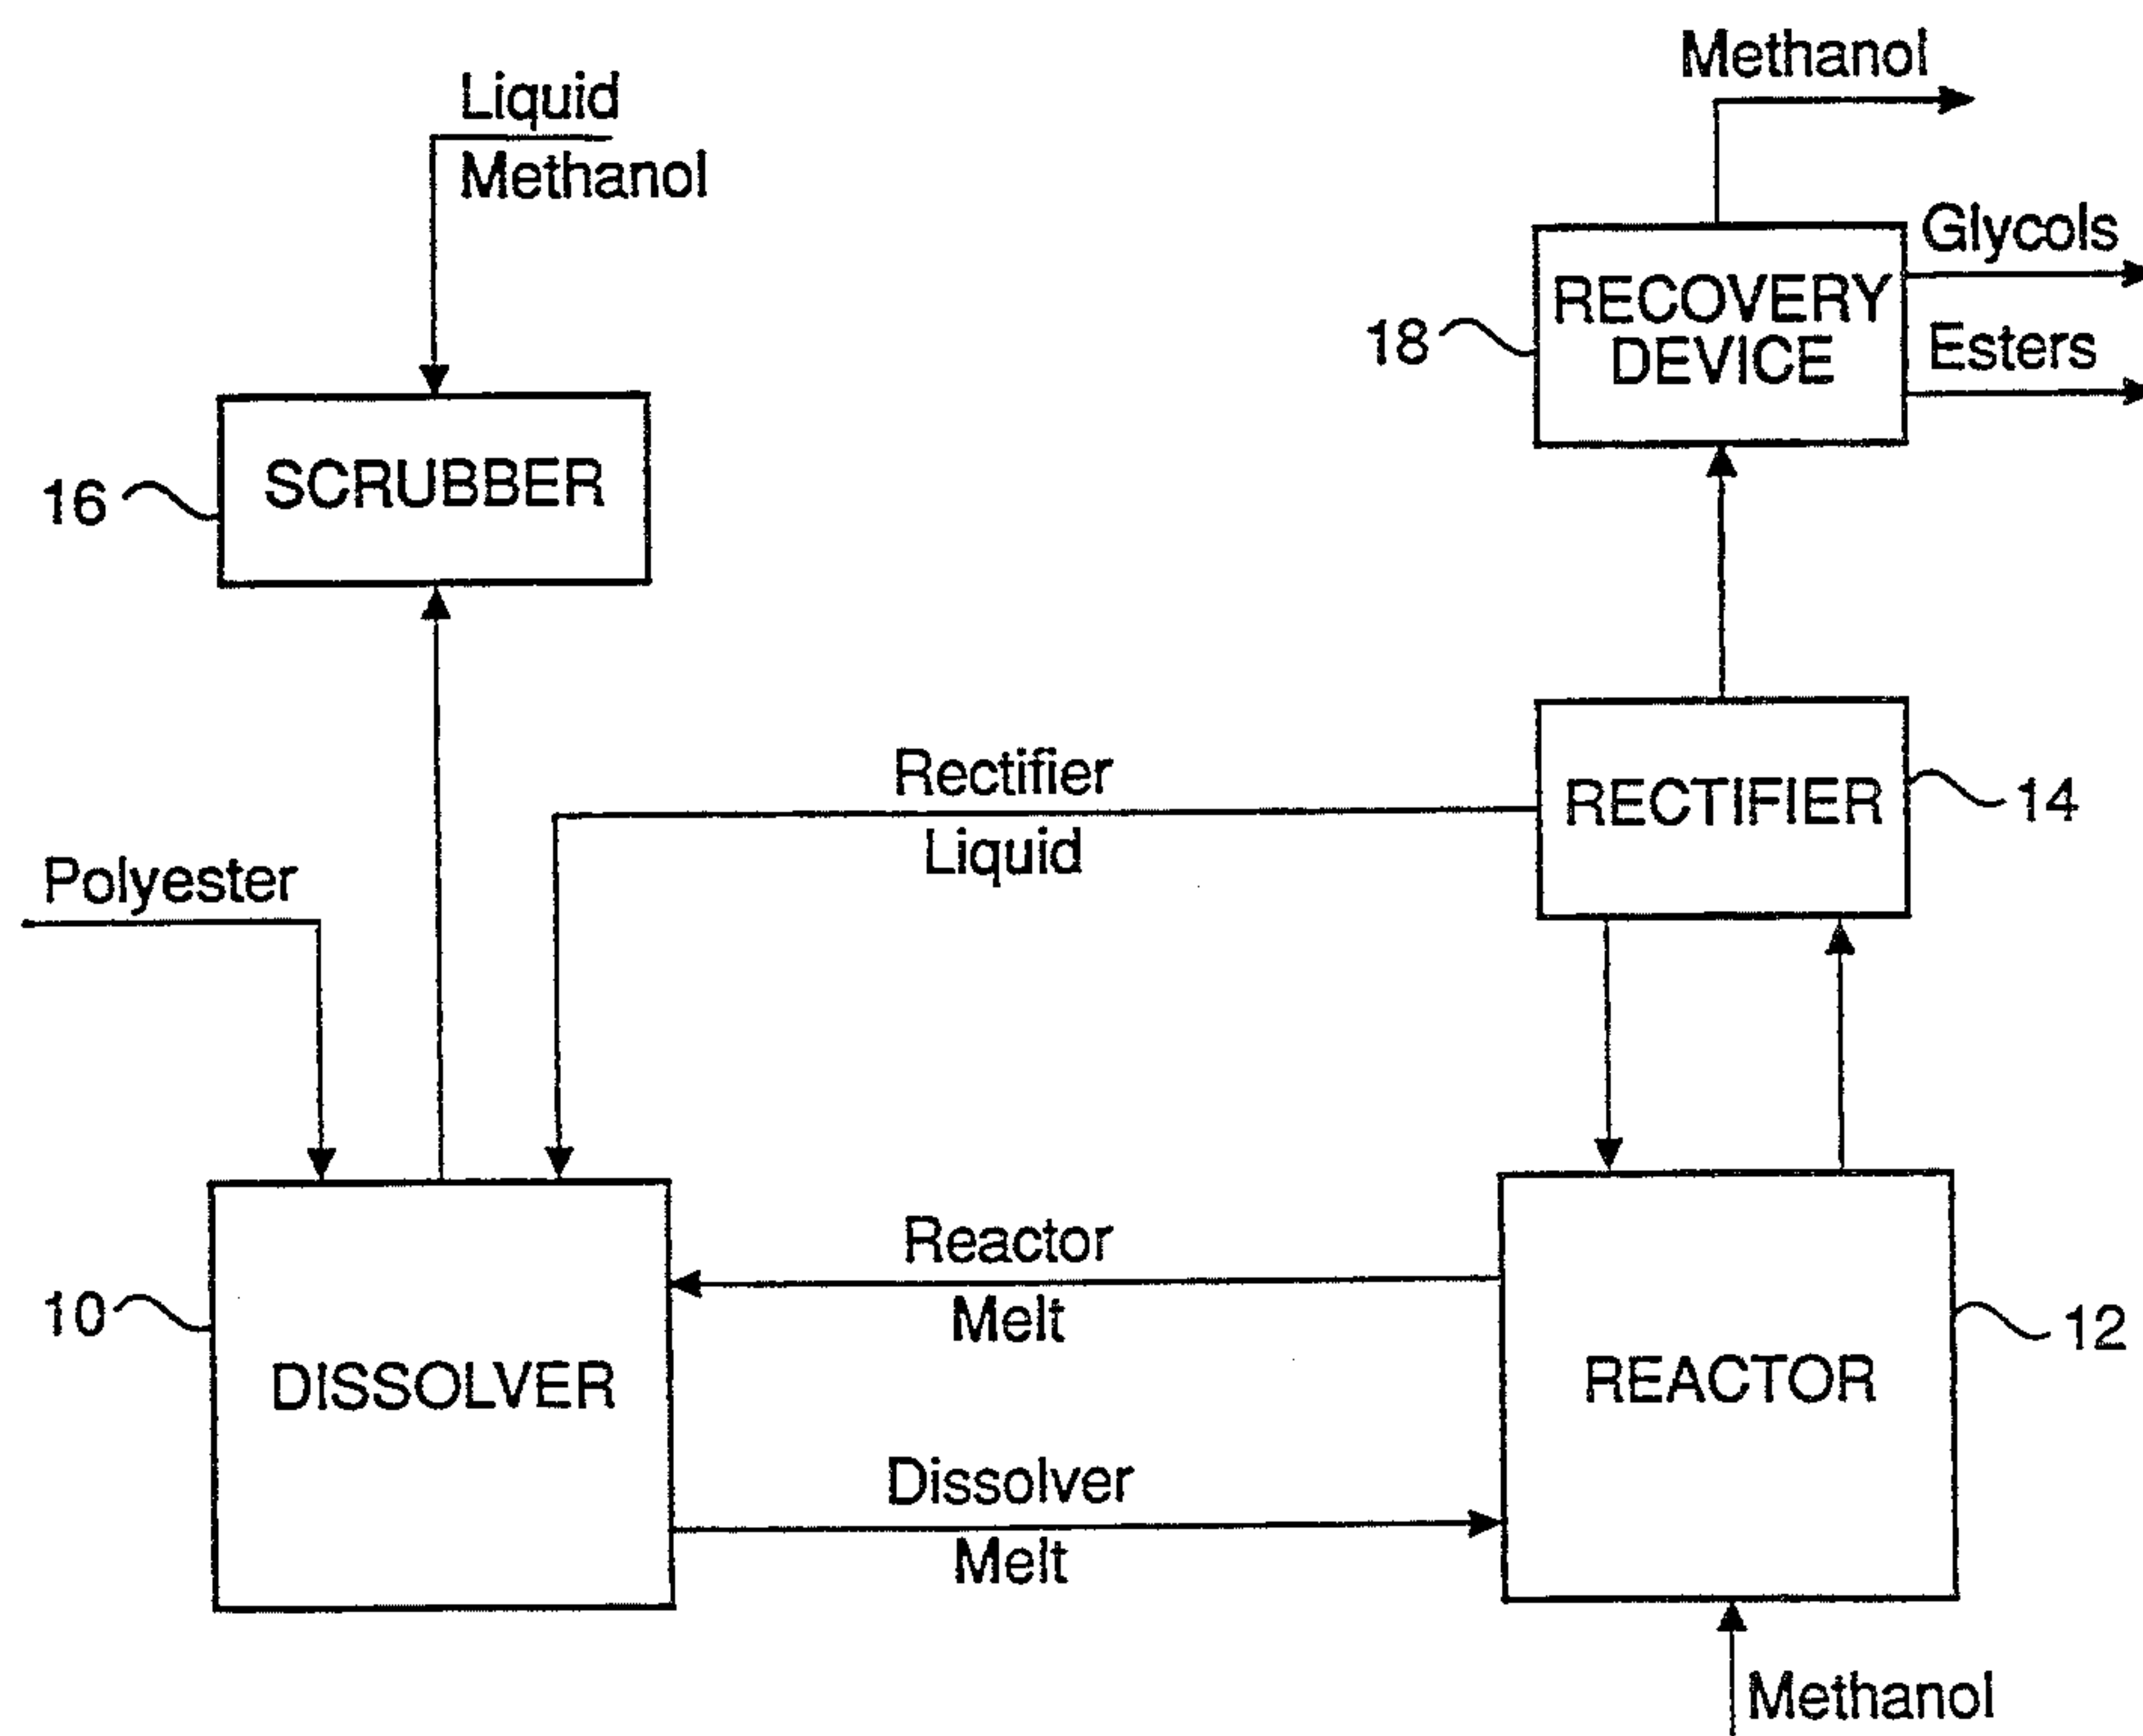 Methanol
Liquid
Methanol
Glycols
RECOVERY
DEVICE
18
Esters
SCRUBBER
16
Rectifier
Liquid
RECTIFIER
14
Polyester
Reactor
Melt
10
DISSOLVER
12
REACTOR
Dissolver
Melt
Methanol